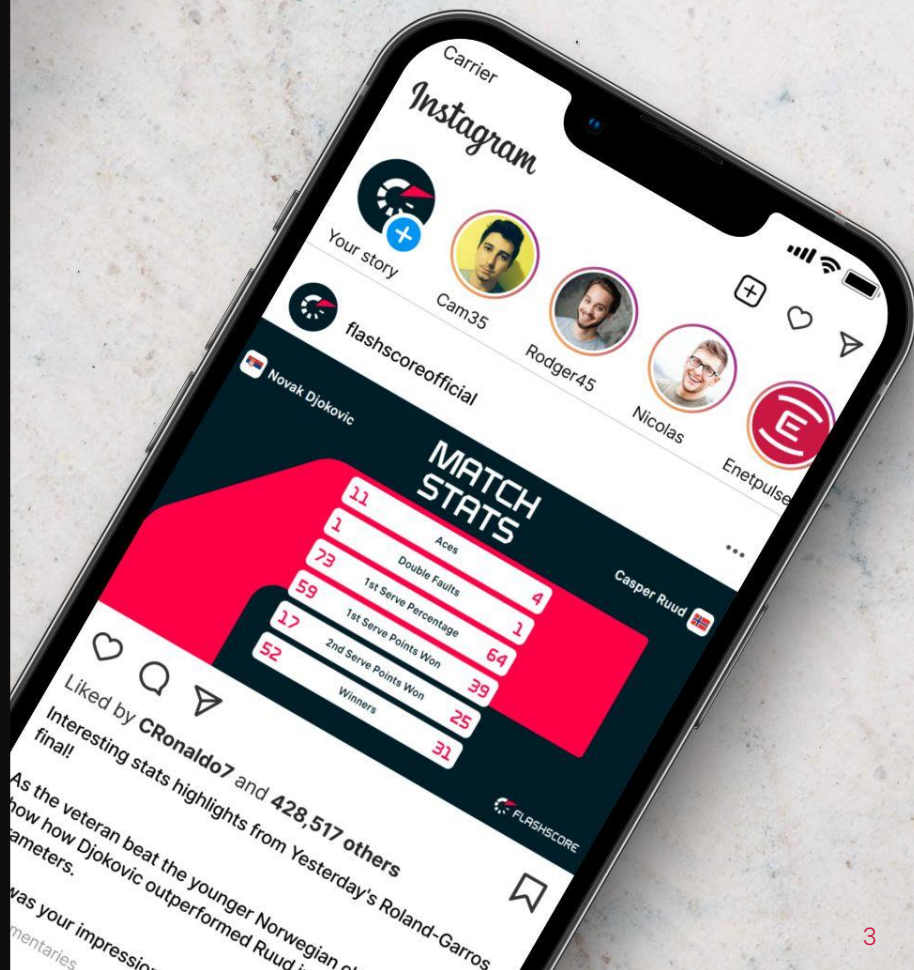 Carrier
Instagram
Your story
Cam35
Rodger45
Nicolas
Enetpulse
flashscoreofficial
Novak Djokovic
MATCH
STATS
Casper Ruud
11 Aces 4
1 Double Faults 1
73 1st Serve Percentage 64
59 1st Serve Points Won 39
17 2nd Serve Points Won 25
52 Winners 31
FLASHSCORE
Liked by CRonaldo7 and 428,517 others
Interesting stats highlights from Yesterday's Roland-Garros
final!
As the veteran beat the younger Norwegian
how how Djokovic outperformed Ruud
ameters.
was your impression
mentaries
3